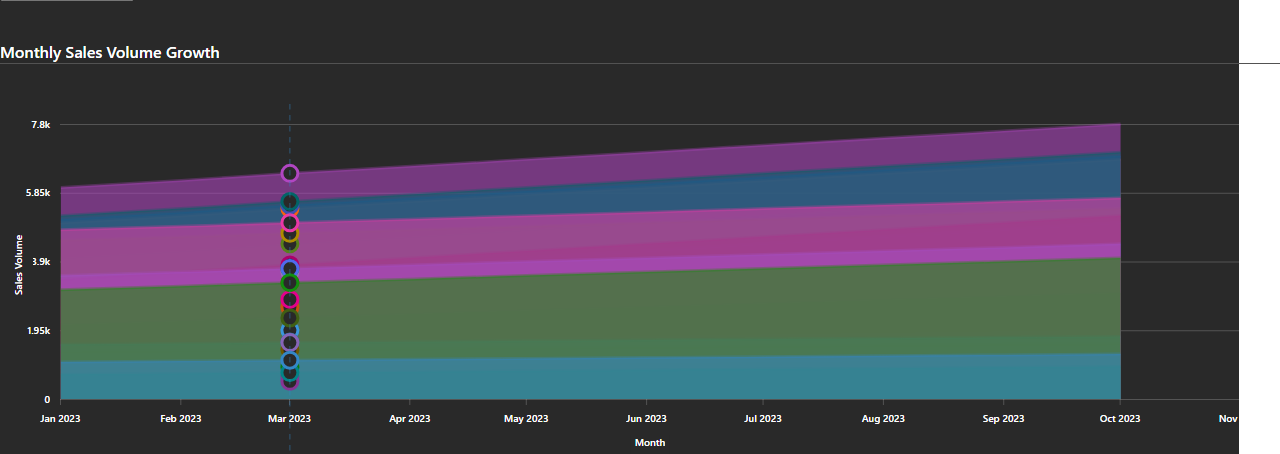 Monthly Sales Volume Growth
7.8k
5.85k
3.9k
1.95k
0
Sales Volume
Jan 2023 Feb 2023 Mar 2023 Apr 2023 May 2023 Jun 2023 Jul 2023 Aug 2023 Sep 2023 Oct 2023 Nov
Month